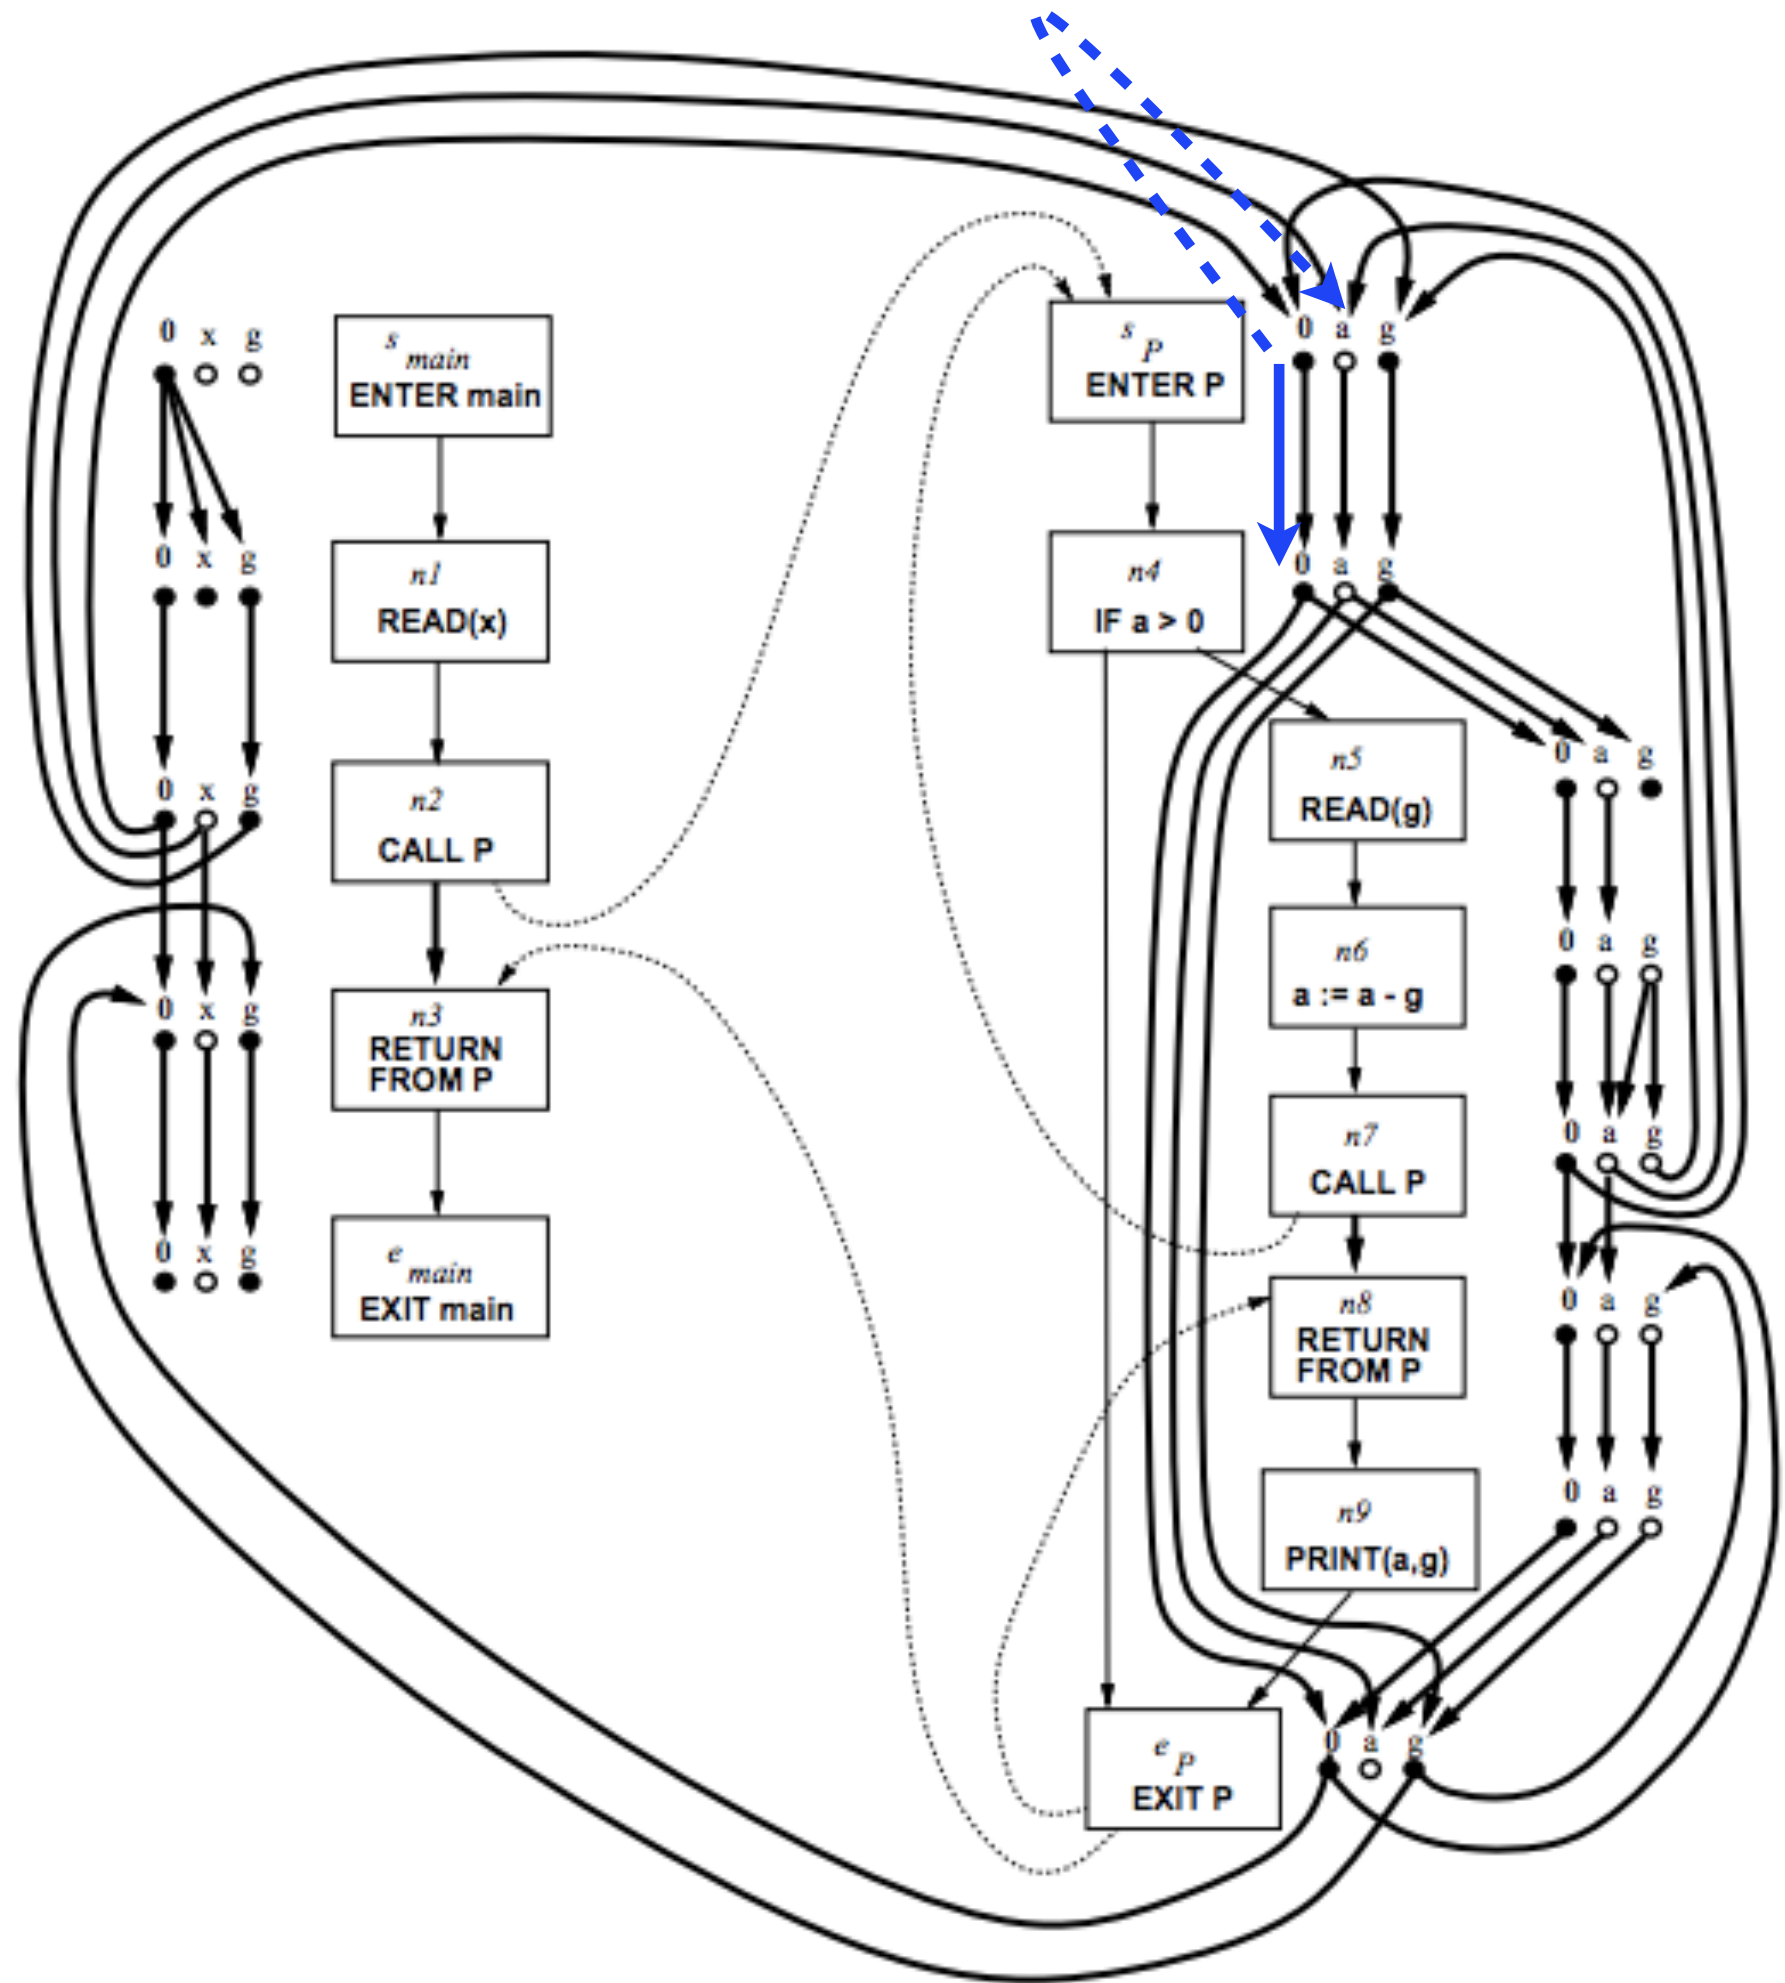 0 x g
s main
ENTER main
0 x g
n1
READ(x)
0 x g
n2
CALL P
0 x g
n3
RETURN
FROM P
0 x g
e main
EXIT main
s P
ENTER P
0 a g
n4
IF a > 0
0 a g
n5
READ(g)
0 a g
n6
a := a - g
0 a g
n7
CALL P
0 a g
n8
RETURN
FROM P
0 a g
n9
PRINT(a,g)
0 a g
e P
EXIT P
0 a g